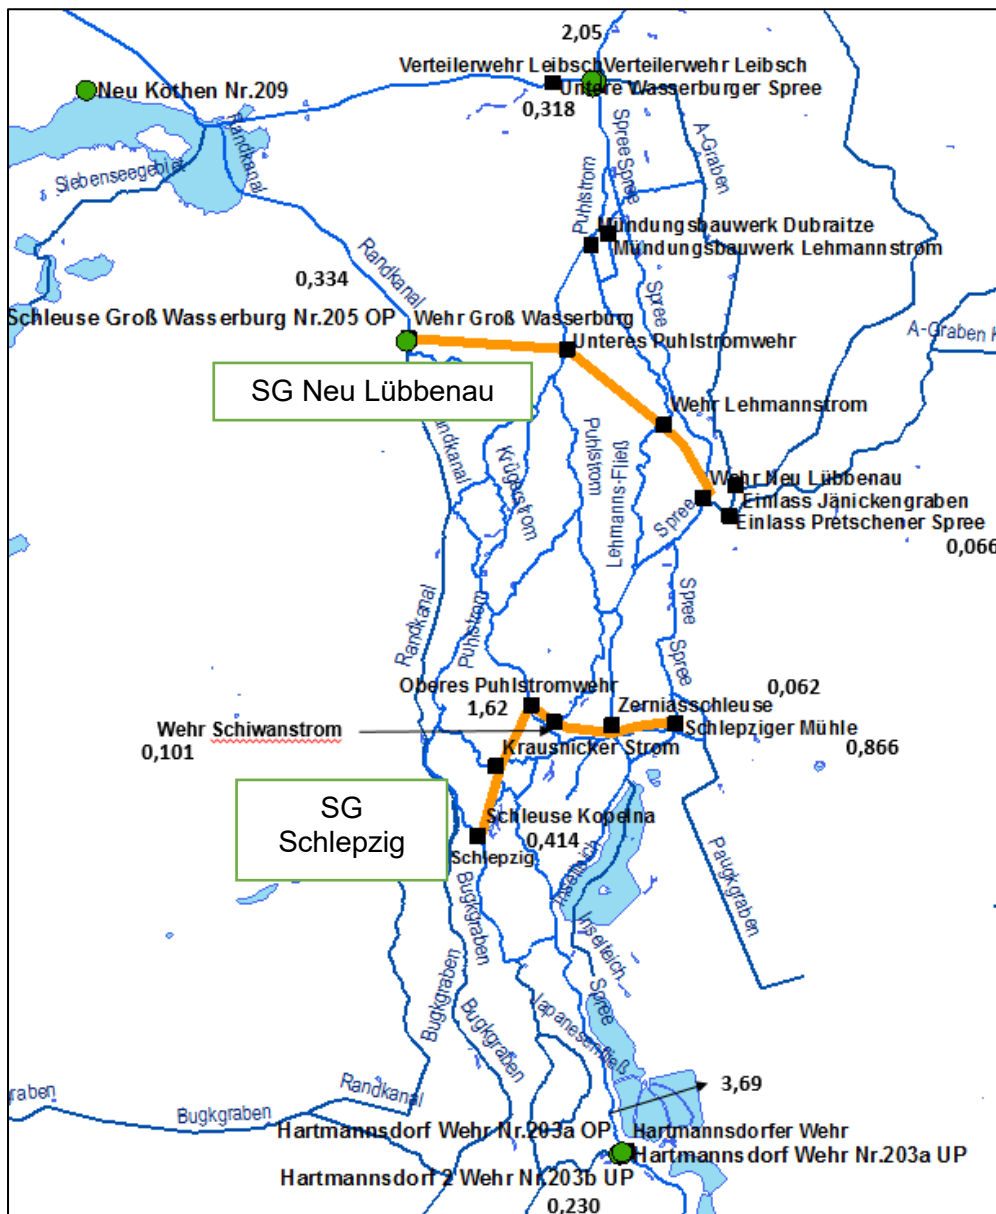 2,05
Verteilerwehr Leibsch
Verteilerwehr Leibsch
Neu Köthen Nr.209
Untere Wasserburger Spree
0,318
Randkanal
Randkanal
Siebenseegebiet
Spree
Spree
A-Graben
Puhlstrom
Mündungsbauwerk Dubraitze
Mündungsbauwerk Lehmannstrom
0,334
Randkanal
Spree
Schleuse Groß Wasserburg Nr.205 OP
Wehr Groß Wasserburg
Unteres Puhlstromwehr
A-Graben
SG Neu Lübbenau
Wehr Lehmannstrom
andkanal
Krügerstrom
Puhlstrom
Lehmanns-Fließ
Wehr Neu Lübbenau
Einlass Jänickengraben
Einlass Pretschener Spree
Spree
0,066
Randkanal
Puhlstrom
Spree
Spree
Oberes Puhlstromwehr
1,62
Zerniasschleuse
0,062
Wehr Schiwanstrom
Schlepziger Mühle
0,101
Krausnicker Strom
0,866
SG
Schlepzig
Schleuse Kopelna
0,414
Schlepzig
Inselteich
Bugkgraben
Paugkgraben
Inselteich
Spree
Bugkgraben
Bugkgraben
Japanesenfließ
raben
Bugkgraben
Randkanal
3,69
Hartmannsdorf Wehr Nr.203a OP
Hartmannsdorfer Wehr
Hartmannsdorf Wehr Nr.203a UP
Hartmannsdorf 2 Wehr Nr.203b UP
0,230